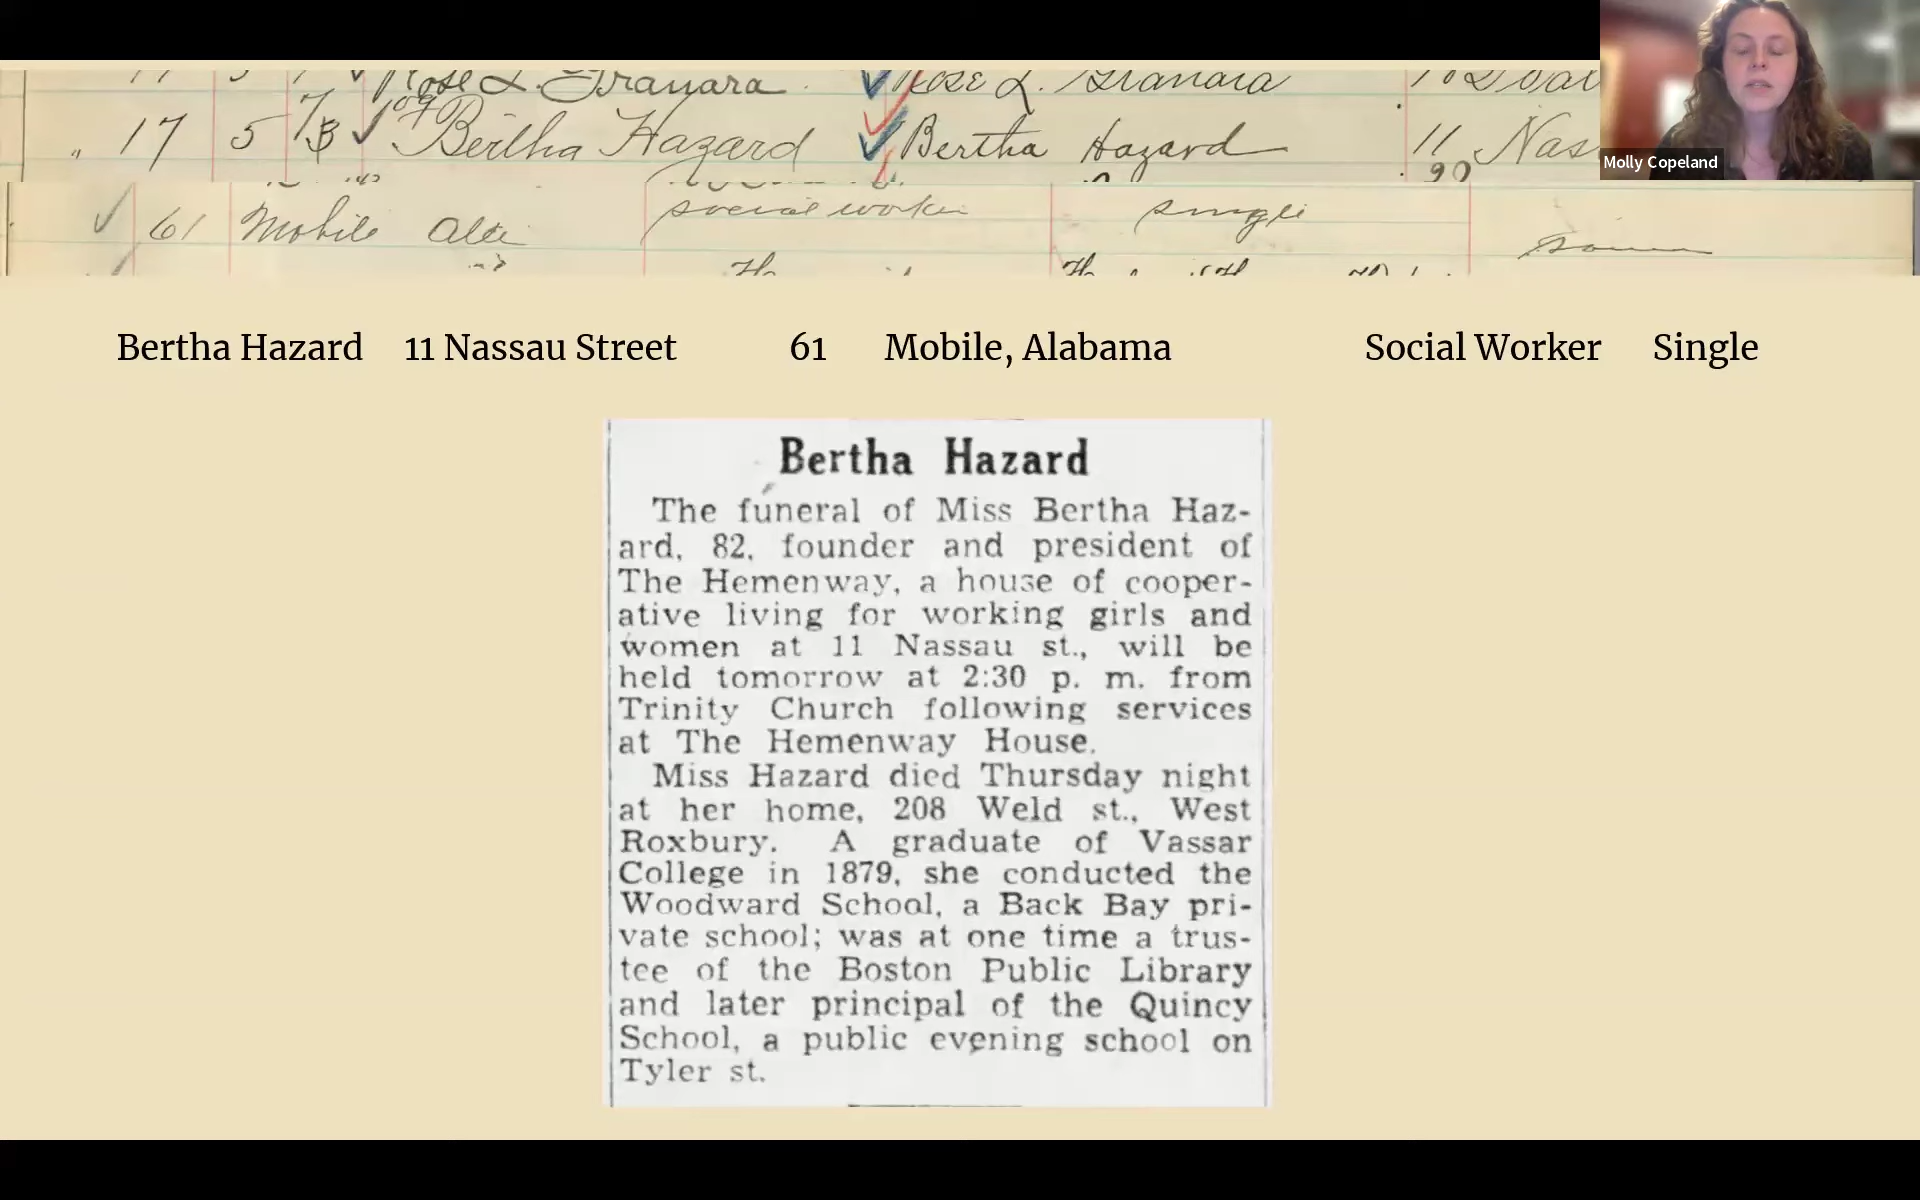 Rose L. Granara Rose L. Granara
" 17 5 7 Bertha Hazard Bertha Hazard 11 Nas
61 Mobile Ala social worker single same
Molly Copeland
Bertha Hazard 11 Nassau Street 61 Mobile, Alabama Social Worker Single
Bertha Hazard
The funeral of Miss Bertha Haz-
ard, 82, founder and president of
The Hemenway, a house of cooper-
ative living for working girls and
women at 11 Nassau st., will be
held tomorrow at 2:30 p. m. from
Trinity Church following services
at The Hemenway House.
Miss Hazard died Thursday night
at her home, 208 Weld st., West
Roxbury. A graduate of Vassar
College in 1879, she conducted the
Woodward School, a Back Bay pri-
vate school; was at one time a trus-
tee of the Boston Public Library
and later principal of the Quincy
School, a public evening school on
Tyler st.